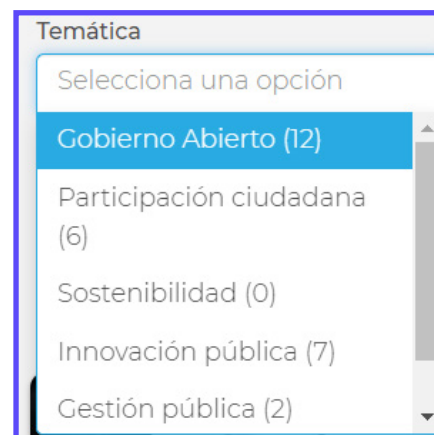 Temática
Selecciona una opción
Gobierno Abierto (12)
Participación ciudadana
(6)
Sostenibilidad (0)
Innovación pública (7)
Gestión pública (2)